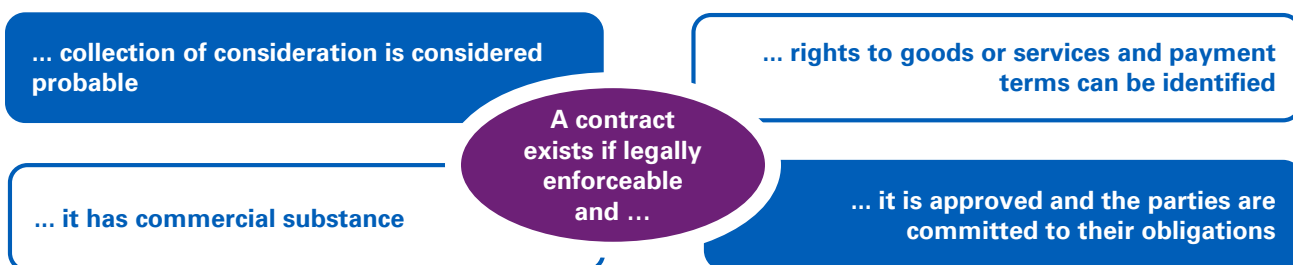 ... collection of consideration is considered
probable
... rights to goods or services and payment
terms can be identified
A contract
exists if legally
enforceable
and ...
... it has commercial substance
... it is approved and the parties are
committed to their obligations